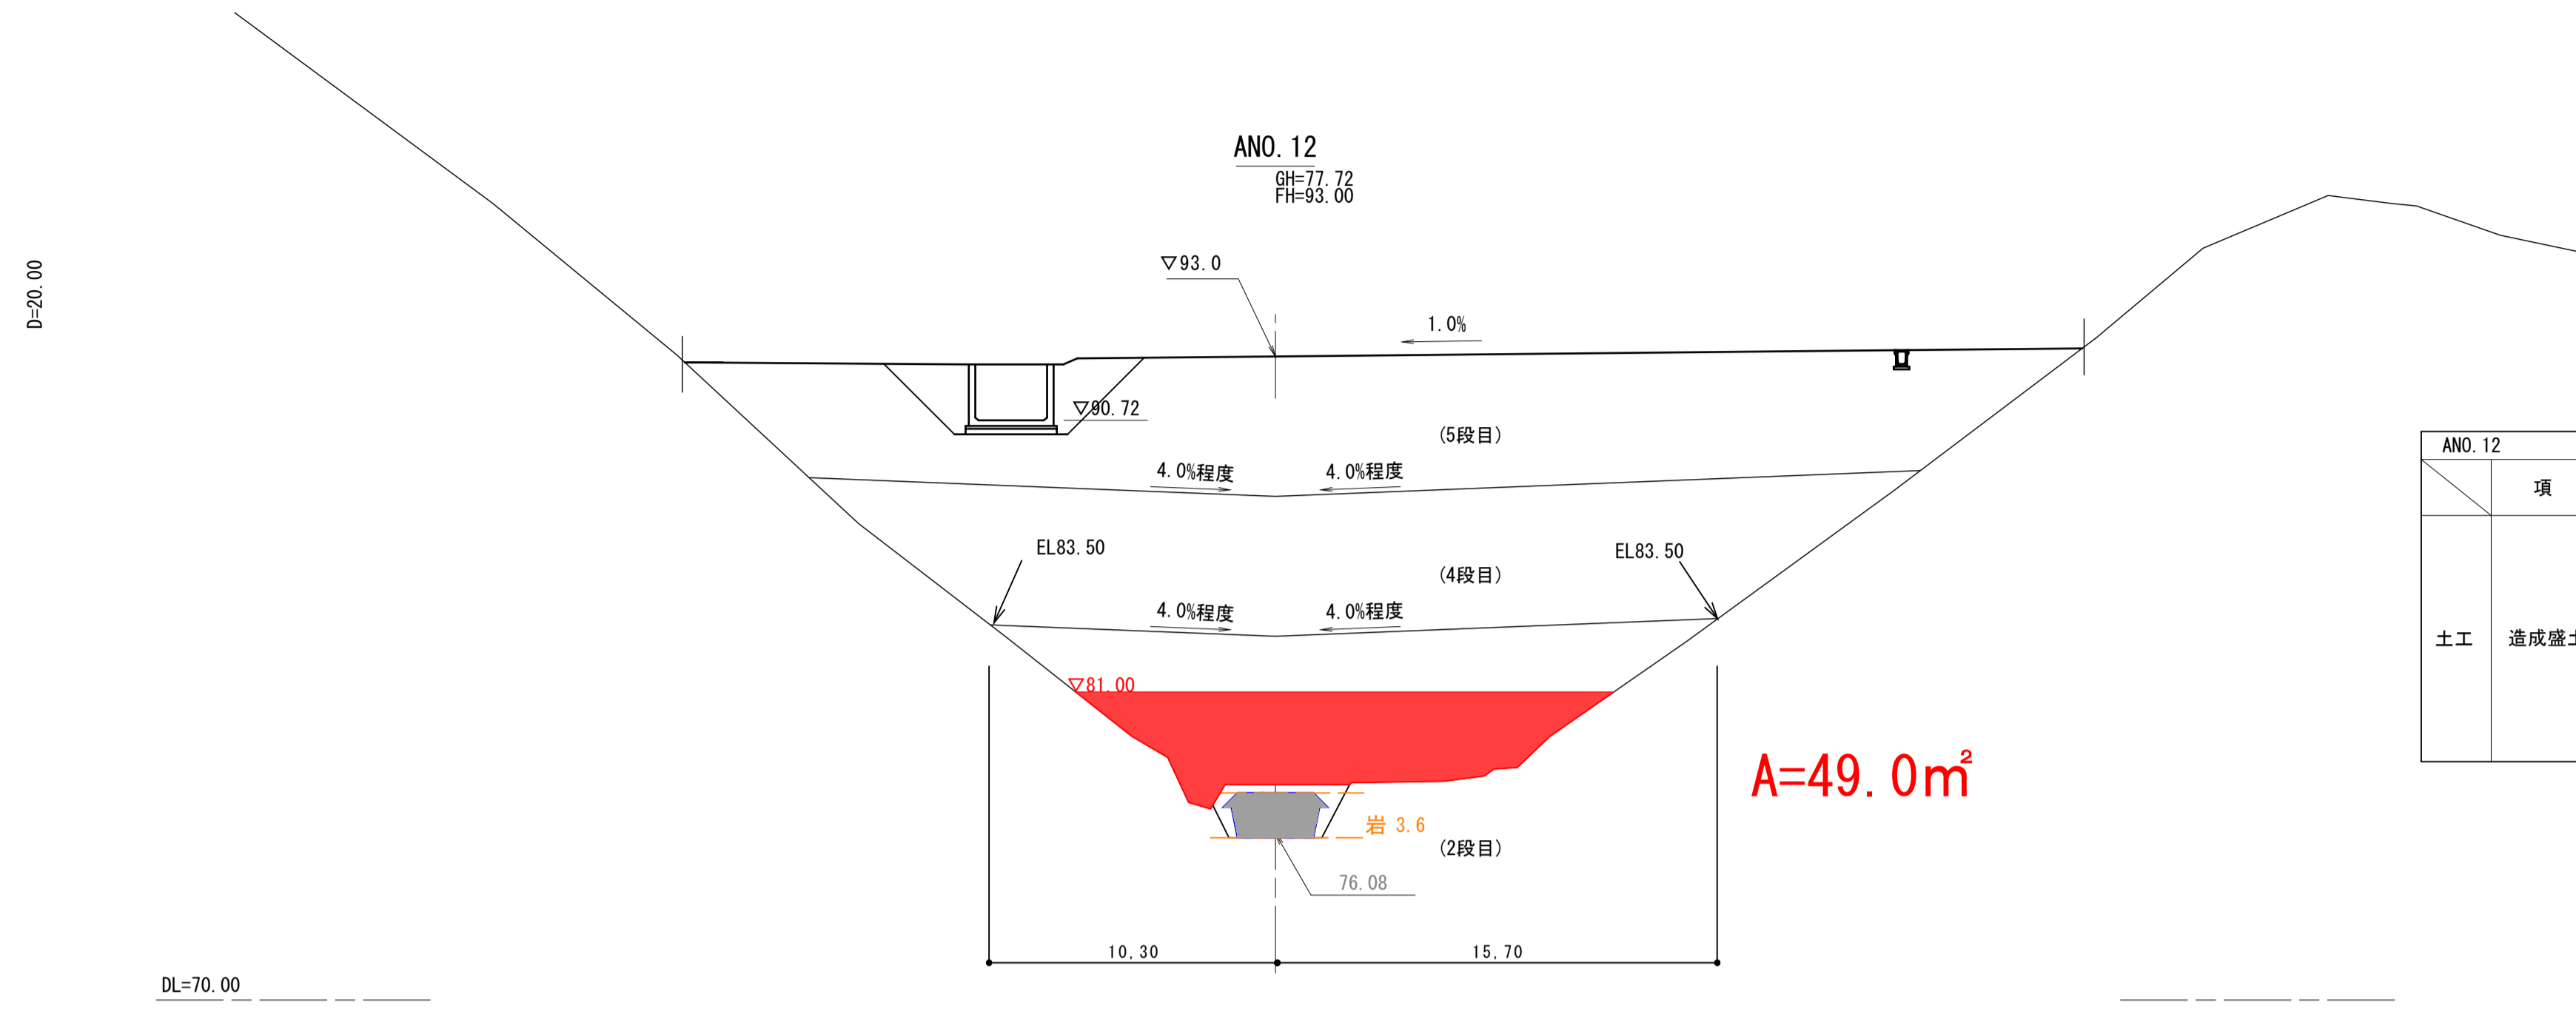 ANO. 12
GH=77.72
FH=93.00
D=20.00
▽93.0
1.0%
▽90.72
(5段目)
4.0%程度
4.0%程度
ANO. 12
項
EL83.50
EL83.50
(4段目)
4.0%程度
4.0%程度
土工
造成盛土
▽81.00
A=49.0㎡
岩 3.6
(2段目)
76.08
10,30
15,70
DL=70.00